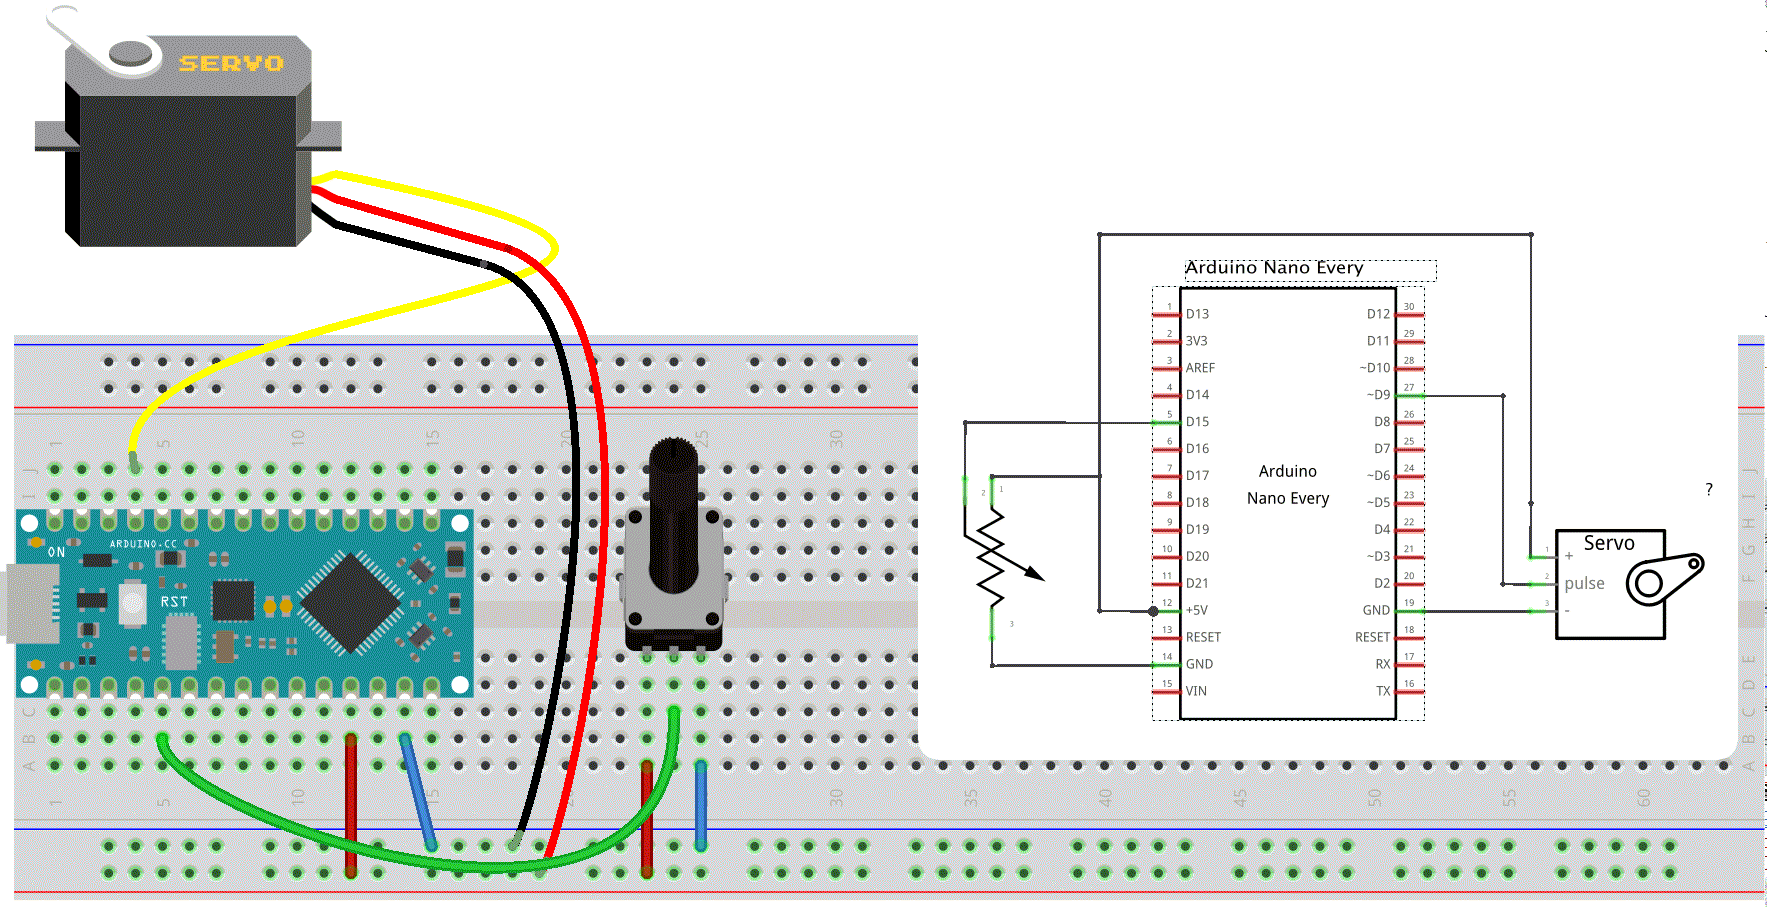 SERVO
1 5 10 15 20 25 30
J
I
ON
ARDUINO.CC
RST
C
B
A
1 5 10 15 30 35 40 45 50 55 60
Arduino Nano Every
1 D13 D12 30
2 3V3 D11 29
3 AREF ~D10 28
4 D14 ~D9 27
5 D15 D8 26
6 D16 D7 25
7 D17 ~D6 24
8 D18 ~D5 23
9 D19 D4 22
10 D20 ~D3 21
11 D21 D2 20
12 +5V GND 19
13 RESET RESET 18
14 GND RX 17
15 VIN TX 16
Arduino
Nano Every
2 1
3
?
Servo
1 +
2 pulse
3 -
J
I
H
G
F
E
D
C
B
A